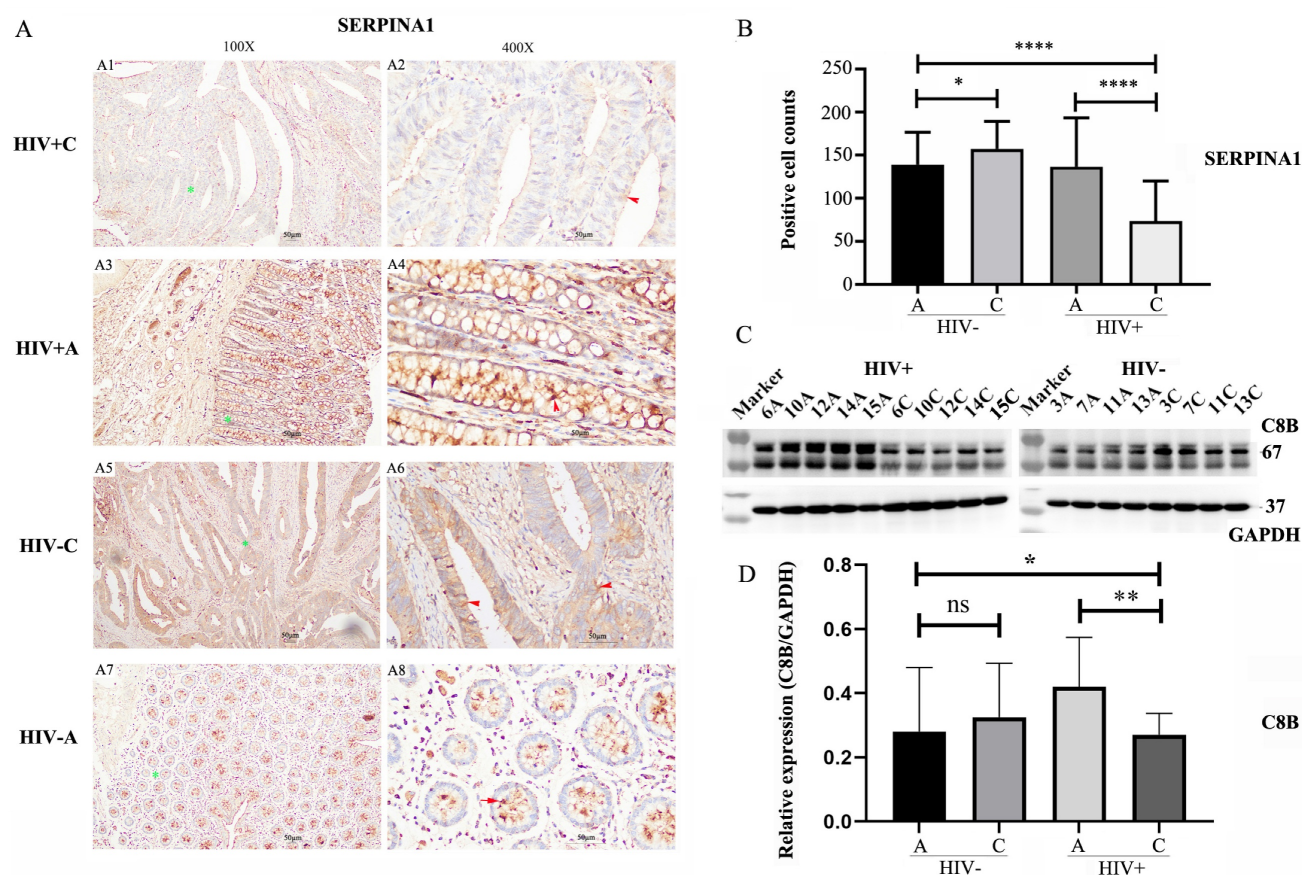 A
SERPINA1
100X 400X
A1 A2
HIV+C
50μm 50μm
A3 A4
HIV+A
50μm 50μm
A5 A6
HIV-C
50μm 50μm
A7 A8
HIV-A
50μm 50μm
B
****
* ****
Positive cell counts
250
200
150
100
50
0
A C A C
HIV- HIV+
SERPINA1
C
HIV+ HIV-
Marker 6A 10A 12A 14A 15A 6C 10C 12C 14C 15C
Marker 3A 7A 11A 13A 3C 7C 11C 13C
C8B
67
37
GAPDH
D
*
ns **
Relative expression (C8B/GAPDH)
0.8
0.6
0.4
0.2
0.0
A C A C
HIV- HIV+
C8B